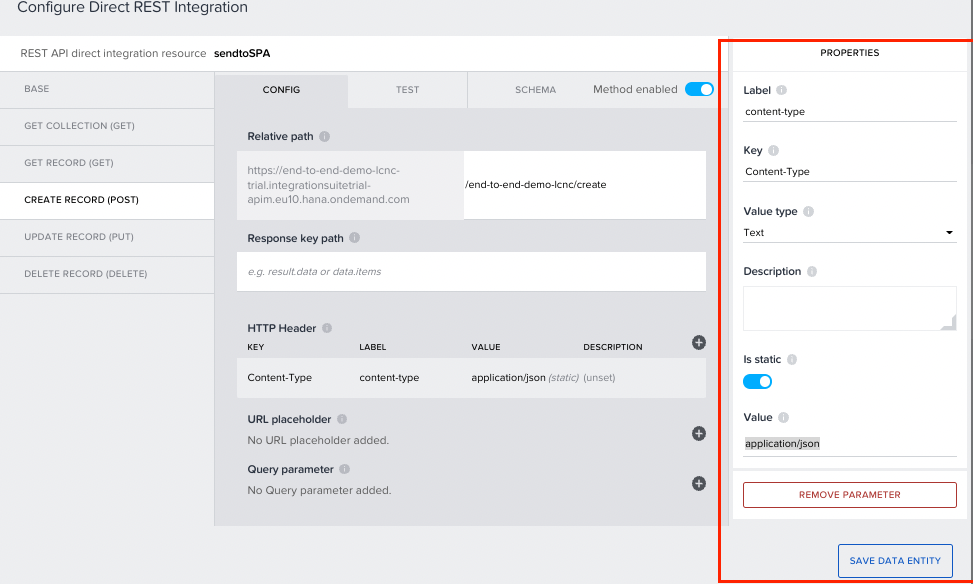 Configure Direct REST Integration
REST API direct integration resource sendtoSPA
BASE
GET COLLECTION (GET)
GET RECORD (GET)
CREATE RECORD (POST)
UPDATE RECORD (PUT)
DELETE RECORD (DELETE)
CONFIG TEST SCHEMA Method enabled
Relative path
https://end-to-end-demo-lcnc-
trial.integrationsuitetrial-
apim.eu10.hana.ondemand.com
/end-to-end-demo-lcnc/create
Response key path
e.g. result.data or data.items
HTTP Header
KEY LABEL VALUE DESCRIPTION
Content-Type content-type application/json (static) (unset)
URL placeholder
No URL placeholder added.
Query parameter
No Query parameter added.
PROPERTIES
Label
content-type
Key
Content-Type
Value type
Text
Description
Is static
Value
application/json
REMOVE PARAMETER
SAVE DATA ENTITY